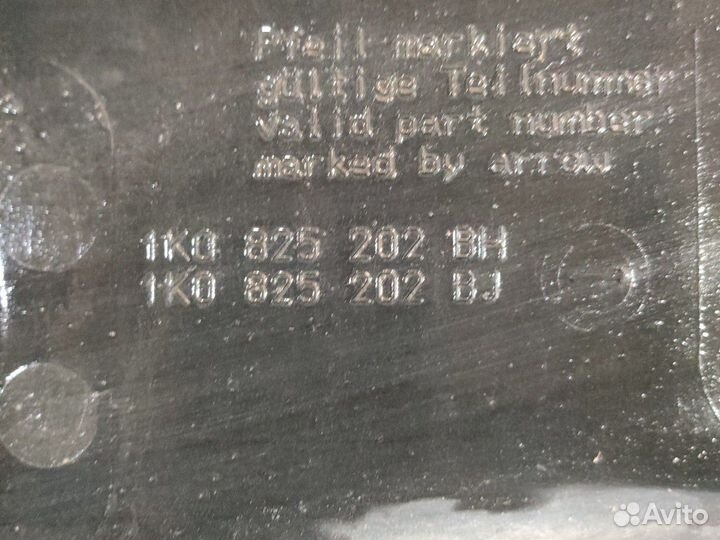 Pfeil-markiert
gültige Teilnummer
valid part number
marked by arrow
1K0 825 202 BH
1K0 825 202 BJ
Avito